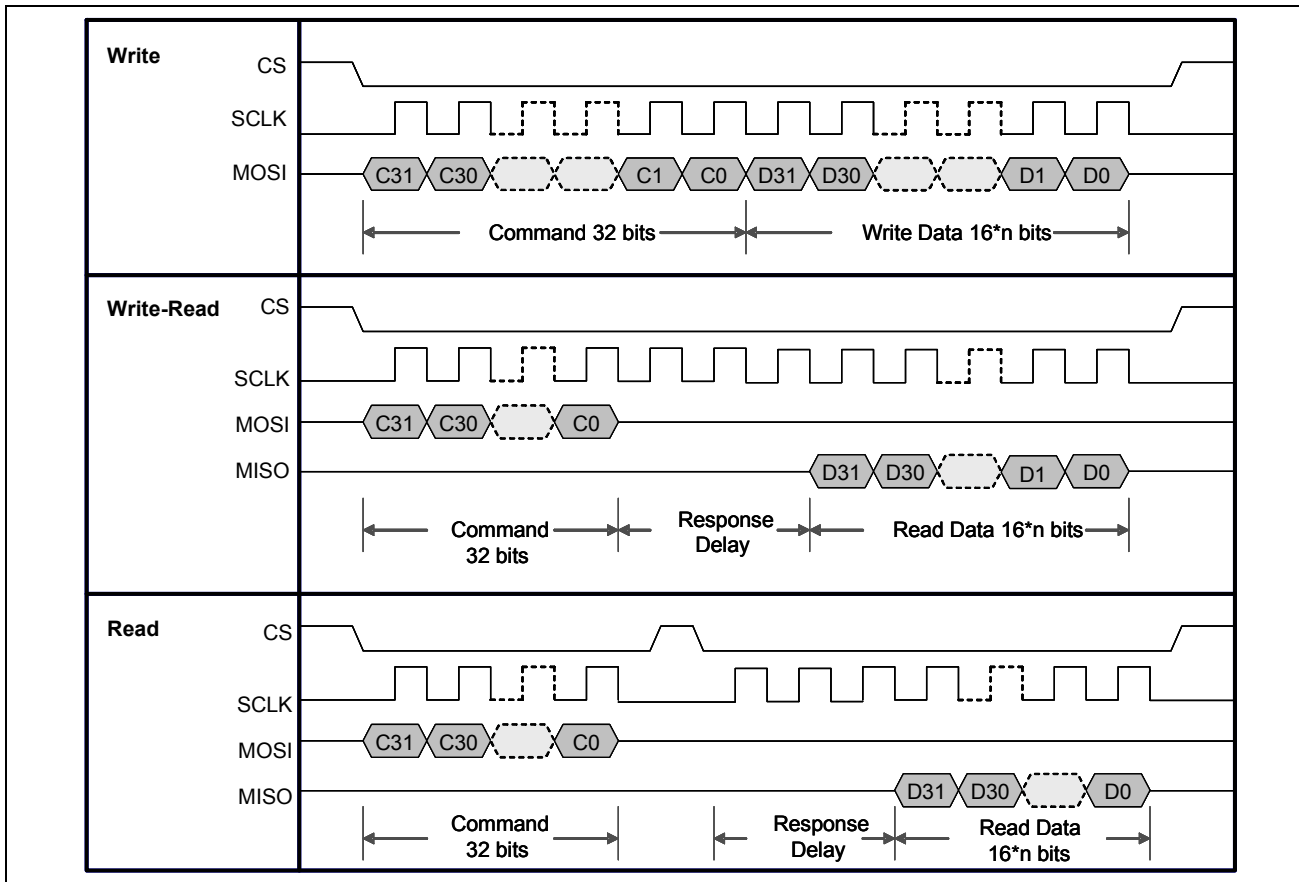 Write
CS
SCLK
MOSI
C31 C30 C1 C0 D31 D30 D1 D0
Command 32 bits Write Data 16*n bits
Write-Read
CS
SCLK
MOSI
C31 C30 C0
MISO
D31 D30 D1 D0
Command
32 bits
Response
Delay
Read Data 16*n bits
Read
CS
SCLK
MOSI
C31 C30 C0
MISO
D31 D30 D0
Command
32 bits
Response
Delay
Read Data
16*n bits